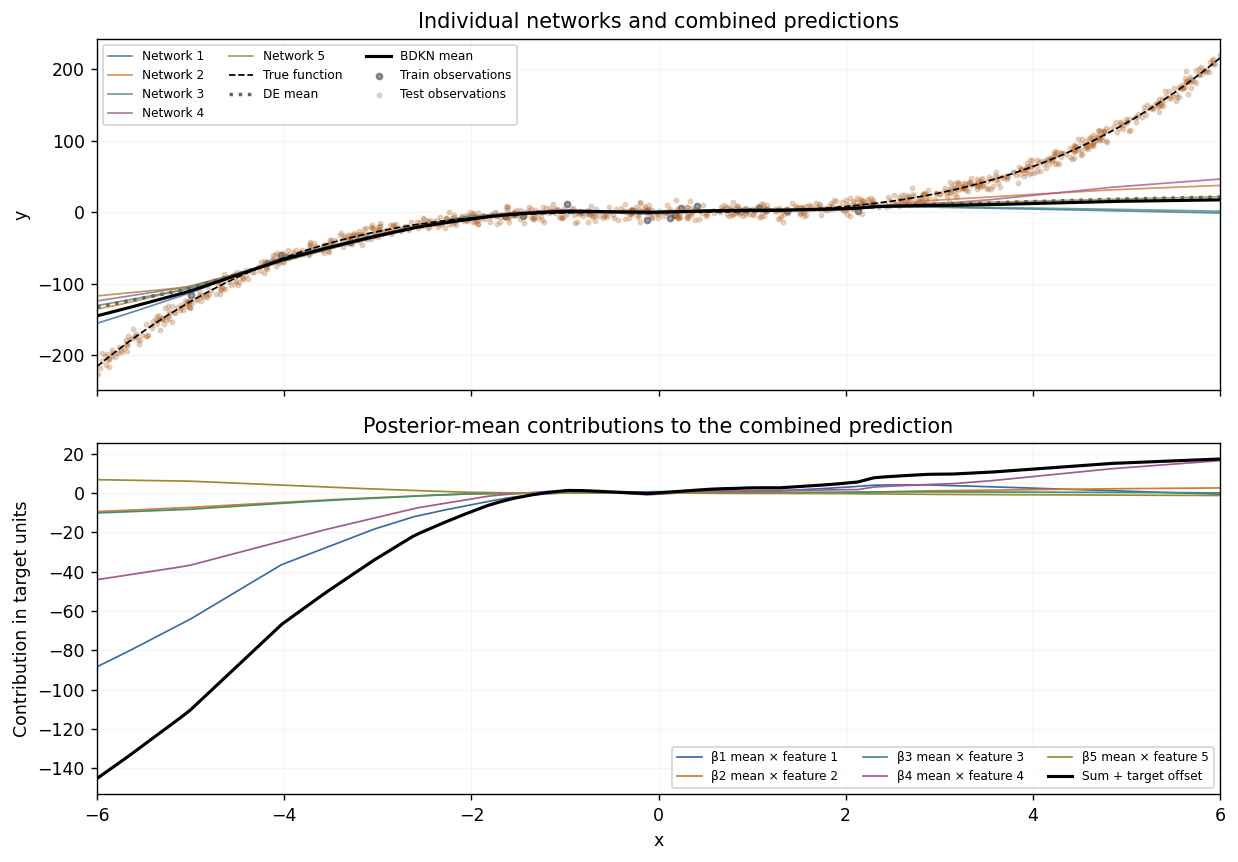 Individual networks and combined predictions
Network 1
Network 2
Network 3
Network 4
Network 5
True function
DE mean
BDKN mean
Train observations
Test observations
200
100
0
−100
−200
y
Posterior-mean contributions to the combined prediction
20
0
−20
−40
−60
−80
−100
−120
−140
Contribution in target units
β1 mean × feature 1
β2 mean × feature 2
β3 mean × feature 3
β4 mean × feature 4
β5 mean × feature 5
Sum + target offset
−6
−4
−2
0
2
4
6
x